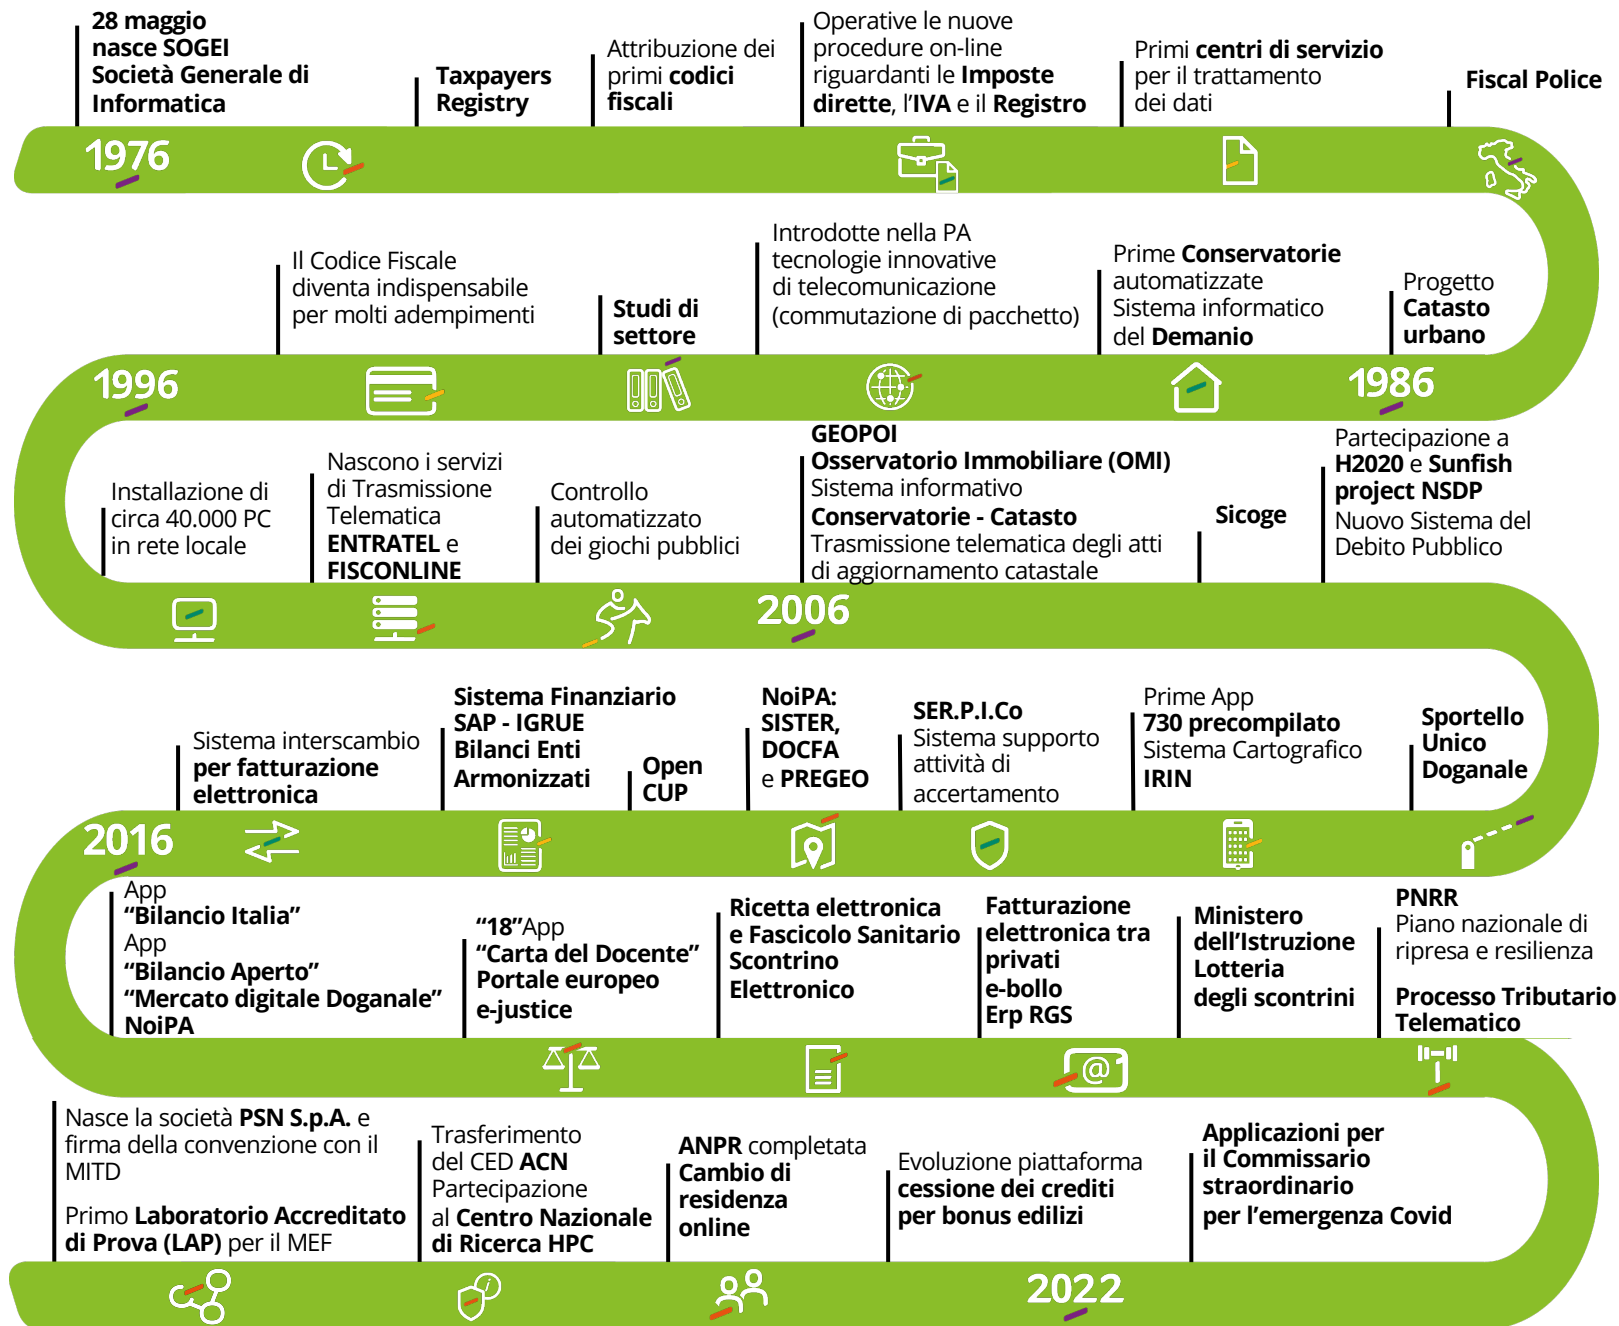 28 maggio
nasce SOGEI
Società Generale di
Informatica
Taxpayers
Registry
Attribuzione dei
primi codici
fiscali
Operative le nuove
procedure on-line
riguardanti le Imposte
dirette, l'IVA e il Registro
Primi centri di servizio
per il trattamento
dei dati
Fiscal Police
1976
Il Codice Fiscale
diventa indispensabile
per molti adempimenti
Studi di
settore
Introdotte nella PA
tecnologie innovative
di telecomunicazione
(commutazione di pacchetto)
Prime Conservatorie
automatizzate
Sistema informatico
del Demanio
Progetto
Catasto
urbano
1996
1986
Installazione di
circa 40.000 PC
in rete locale
Nascono i servizi
di Trasmissione
Telematica
ENTRATEL e
FISCONLINE
Controllo
automatizzato
dei giochi pubblici
GEOPOI
Osservatorio Immobiliare (OMI)
Sistema informativo
Conservatorie - Catasto
Trasmissione telematica degli atti
di aggiornamento catastale
Sicoge
Partecipazione a
H2020 e Sunfish
project NSDP
Nuovo Sistema del
Debito Pubblico
2006
Sistema interscambio
per fatturazione
elettronica
Sistema Finanziario
SAP - IGRUE
Bilanci Enti
Armonizzati
Open
CUP
NoiPA:
SISTER,
DOCFA
e PREGEO
SER.P.I.Co
Sistema supporto
attività di
accertamento
Prime App
730 precompilato
Sistema Cartografico
IRIN
Sportello
Unico
Doganale
2016
App
“Bilancio Italia”
App
“Bilancio Aperto”
“Mercato digitale Doganale”
NoiPA
“18”App
“Carta del Docente”
Portale europeo
e-justice
Ricetta elettronica
e Fascicolo Sanitario
Scontrino
Elettronico
Fatturazione
elettronica tra
privati
e-bollo
Erp RGS
Ministero
dell'Istruzione
Lotteria
degli scontrini
PNRR
Piano nazionale di
ripresa e resilienza
Processo Tributario
Telematico
@
Nasce la società PSN S.p.A. e
firma della convenzione con il
MITD
Primo Laboratorio Accreditato
di Prova (LAP) per il MEF
Trasferimento
del CED ACN
Partecipazione
al Centro Nazionale
di Ricerca HPC
ANPR completata
Cambio di
residenza
online
Evoluzione piattaforma
cessione dei crediti
per bonus edilizi
Applicazioni per
il Commissario
straordinario
per l'emergenza Covid
i
2022